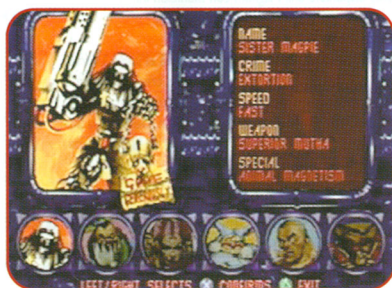 NAME
SISTER MAGPIE
CRIME
EXTORTION
SPEED
FAST
WEAPON
SUPERIOR MUTHA
SPECIAL
ANIMAL MAGNETISM
LEFT/RIGHT SELECTS X CONFIRMS A EXIT